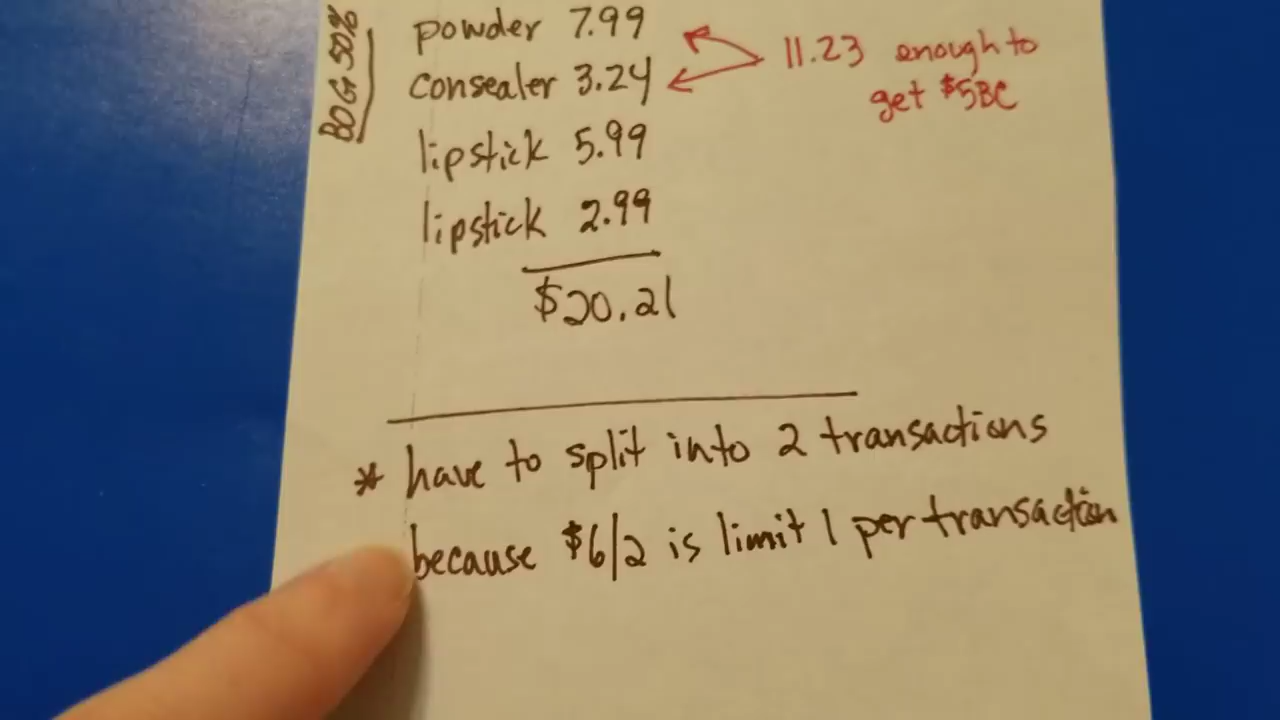 BOG 50%
powder 7.99
consealer 3.24
11.23 enough to
get $5BC
lipstick 5.99
lipstick 2.99
$20.21
* have to split into 2 transactions
because $6/2 is limit 1 per transaction